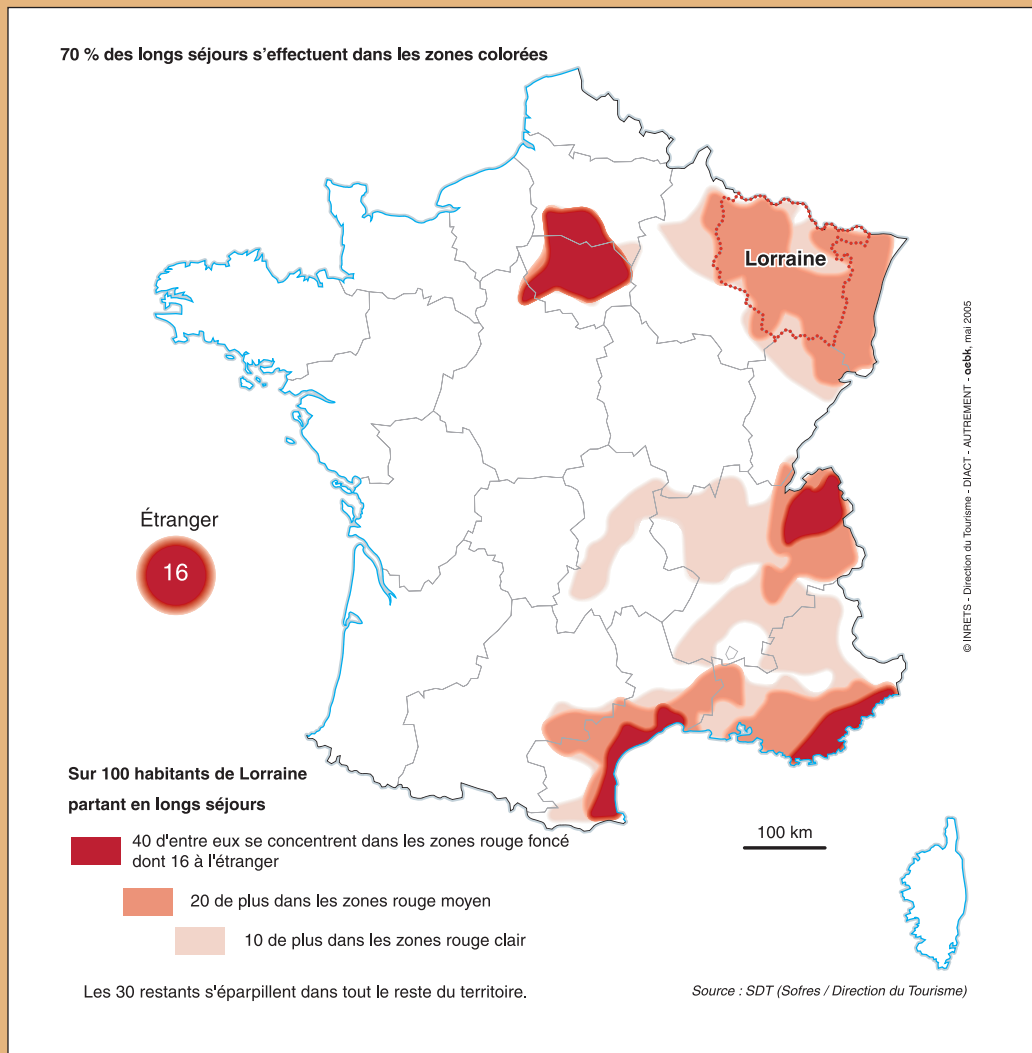 70 % des longs séjours s’effectuent dans les zones colorées
Lorraine
© INRETS - Direction du Tourisme - DIACT - AUTREMENT - aebk, mai 2005
Étranger
16
Sur 100 habitants de Lorraine
partant en longs séjours
40 d'entre eux se concentrent dans les zones rouge foncé
dont 16 à l'étranger
20 de plus dans les zones rouge moyen
10 de plus dans les zones rouge clair
Les 30 restants s'éparpillent dans tout le reste du territoire.
100 km
Source : SDT (Sofres / Direction du Tourisme)